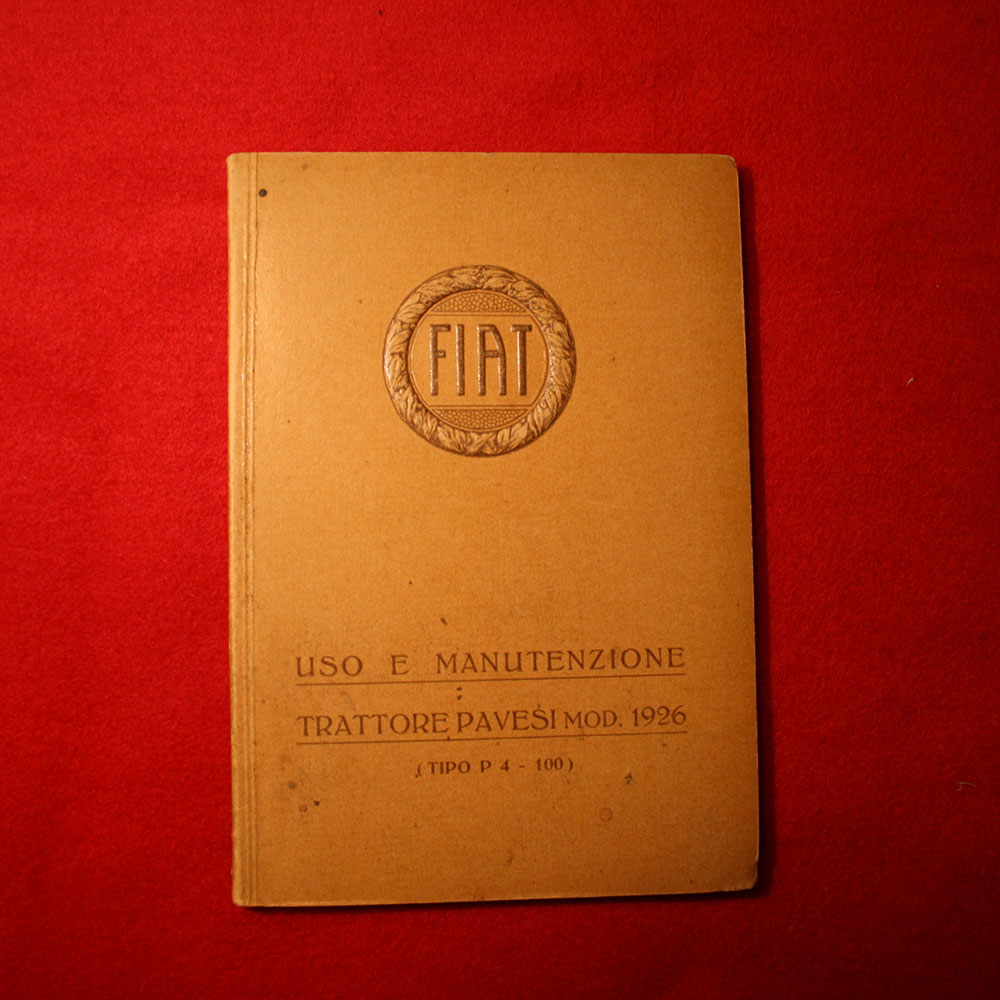 FIAT
USO E MANUTENZIONE
TRATTORE PAVESI MOD. 1926
(TIPO P 4 - 100)